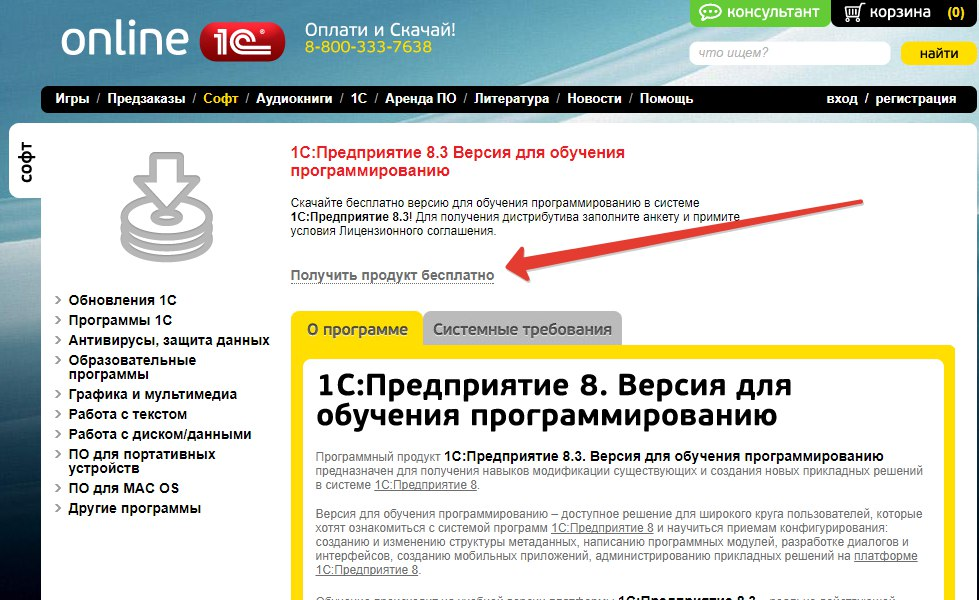 online 1С
Оплати и Скачай!
8-800-333-7638
консультант
корзина (0)
что ищем?
найти
Игры / Предзаказы / Софт / Аудиокниги / 1С / Аренда ПО / Литература / Новости / Помощь
вход / регистрация
софт
1С:Предприятие 8.3 Версия для обучения
программированию
Скачайте бесплатно версию для обучения программированию в системе
1С:Предприятие 8.3! Для получения дистрибутива заполните анкету и примите
условия Лицензионного соглашения.
Получить продукт бесплатно
Обновления 1С
Программы 1С
Антивирусы, защита данных
Образовательные
программы
Графика и мультимедиа
Работа с текстом
Работа с диском/данными
ПО для портативных
устройств
ПО для MAC OS
Другие программы
О программе
Системные требования
1С:Предприятие 8. Версия для
обучения программированию
Программный продукт 1С:Предприятие 8.3. Версия для обучения программированию
предназначен для получения навыков модификации существующих и создания новых прикладных решений
в системе 1С:Предприятие 8.
Версия для обучения программированию – доступное решение для широкого круга пользователей, которые
хотят ознакомиться с системой программ 1С:Предприятие 8 и научиться приемам конфигурирования:
созданию и изменению структуры метаданных, написанию программных модулей, разработке диалогов и
интерфейсов, созданию мобильных приложений, администрированию прикладных решений на платформе
1С:Предприятие 8.